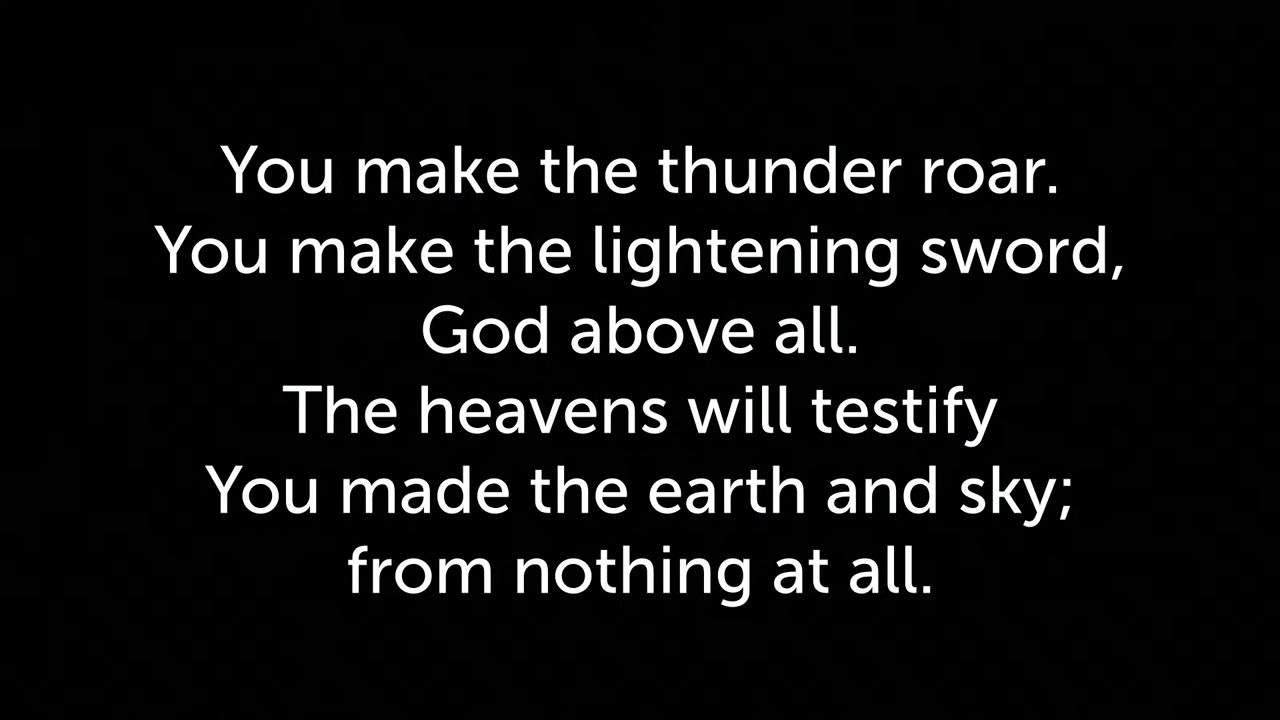 You make the thunder roar.
You make the lightening sword,
God above all.
The heavens will testify
You made the earth and sky;
from nothing at all.